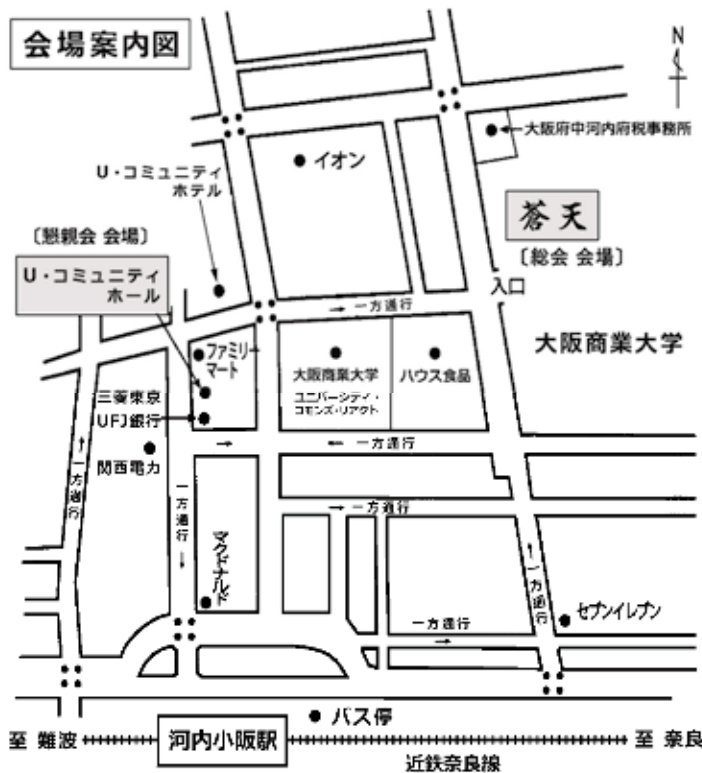 会場案内図
N
大阪府中河内府税事務所
イオン
U・コミュニティ
ホテル
蒼天
〔総会 会場〕
〔懇親会 会場〕
U・コミュニティ
ホール
入口
一方通行
大阪商業大学
ファミリー
マート
大阪商業大学
ユニバーシティ・
コモンズ・リアクト
ハウス食品
三菱東京
UFJ銀行
一方通行
関西電力
一方通行
一方通行
一方通行
マクドナルド
一方通行
セブンイレブン
一方通行
バス停
至 難波
河内小阪駅
至 奈良
近鉄奈良線